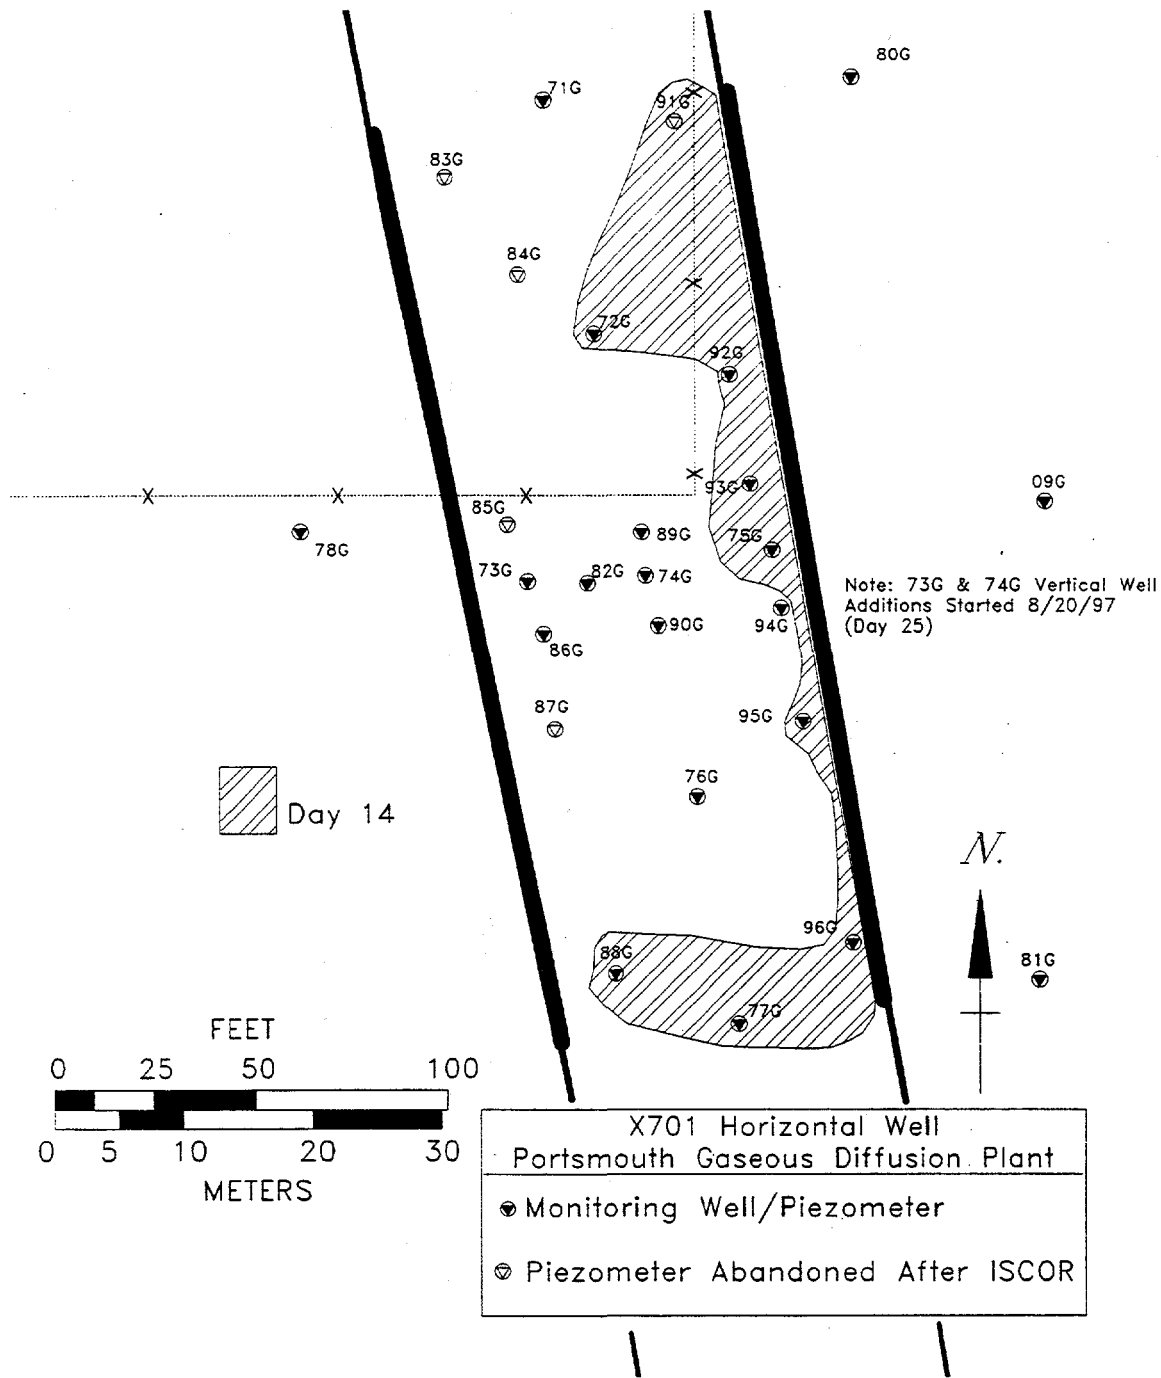 80G
71G
91G
83G
84G
72G
92G
93G
09G
85G
89G
75G
78G
73G
82G
74G
Note: 73G & 74G Vertical Well
Additions Started 8/20/97
(Day 25)
94G
90G
86G
87G
95G
76G
Day 14
N.
96G
88G
81G
77G
FEET
0 25 50 100
0 5 10 20 30
METERS
X701 Horizontal Well
Portsmouth Gaseous Diffusion Plant
Monitoring Well/Piezometer
Piezometer Abandoned After ISCOR